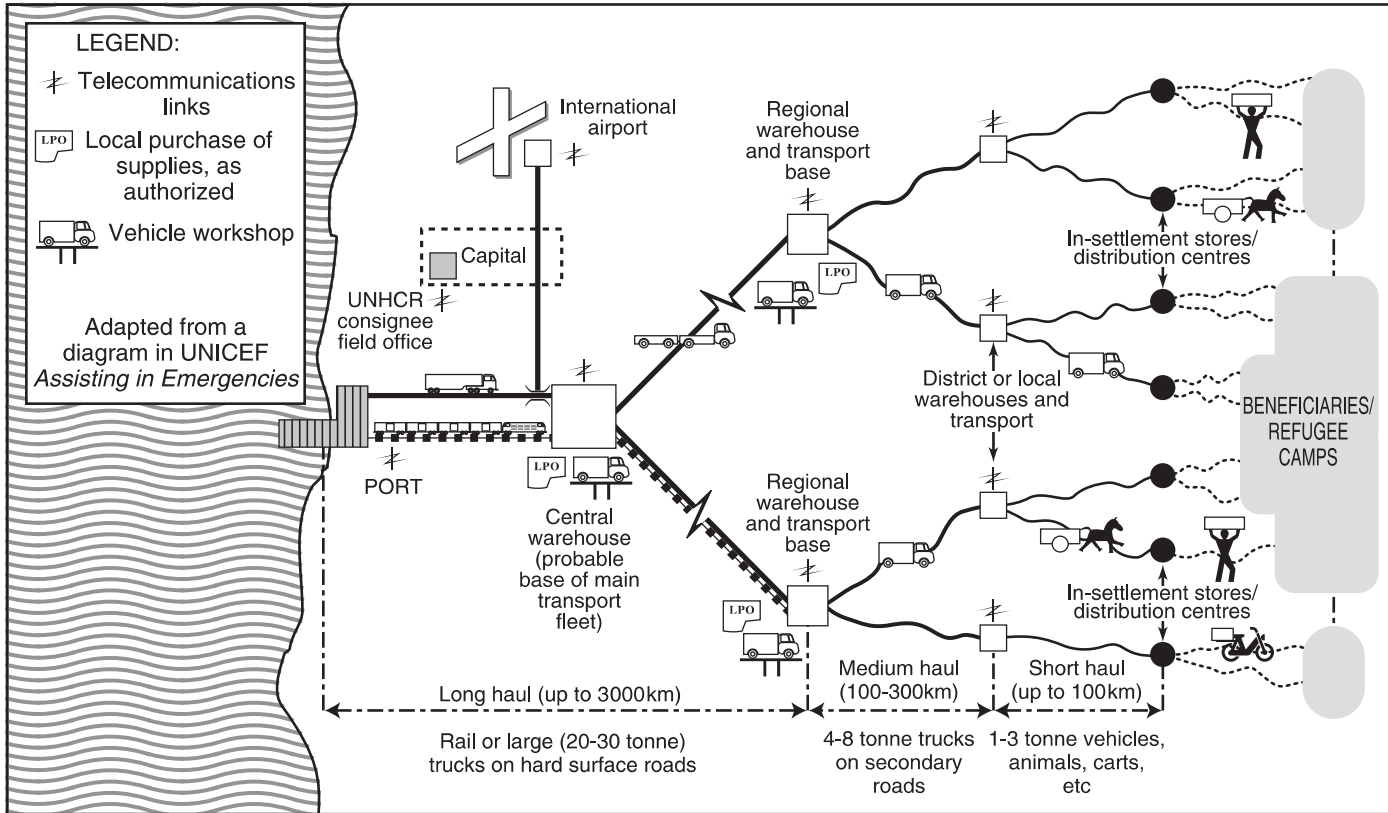 LEGEND:
Telecommunications
links
LPO
Local purchase of
supplies, as
authorized
Vehicle workshop
Adapted from a
diagram in UNICEF
Assisting in Emergencies
International
airport
Capital
UNHCR
consignee
field office
PORT
LPO
Central
warehouse
(probable
base of main
transport
fleet)
Regional
warehouse
and transport
base
LPO
Regional
warehouse
and transport
base
LPO
In-settlement stores/
distribution centres
District or local
warehouses and
transport
BENEFICIARIES/
REFUGEE
CAMPS
In-settlement stores/
distribution centres
Long haul (up to 3000km)
Medium haul
(100-300km)
Short haul
(up to 100km)
Rail or large (20-30 tonne)
trucks on hard surface roads
4-8 tonne trucks
on secondary
roads
1-3 tonne vehicles,
animals, carts,
etc